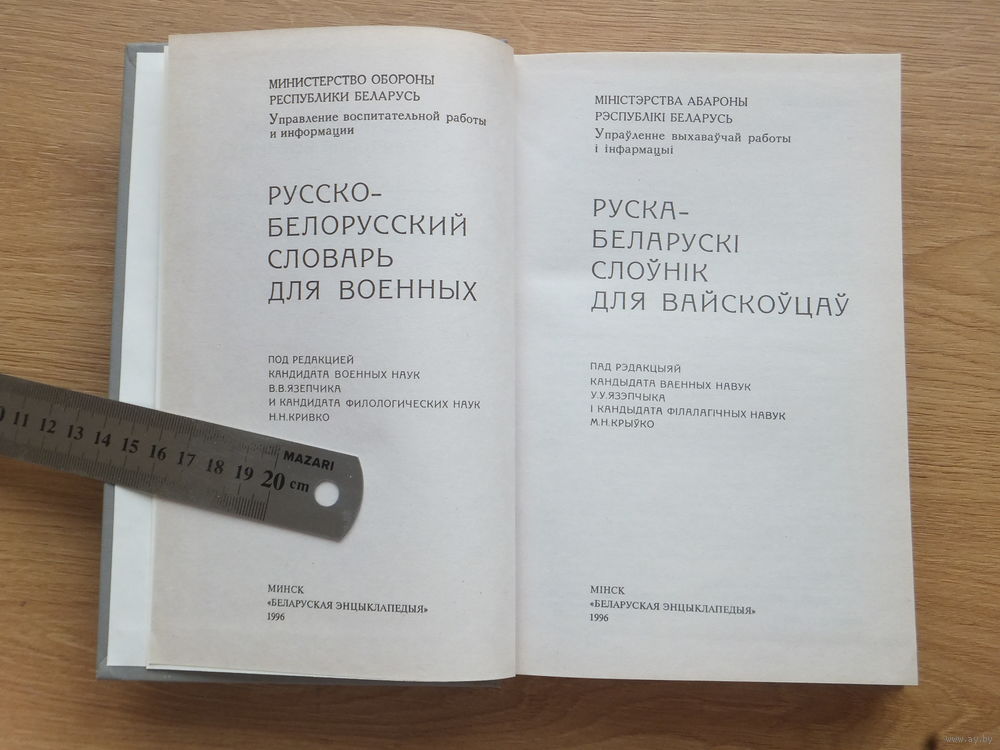 МИНИСТЕРСТВО ОБОРОНЫ
РЕСПУБЛИКИ БЕЛАРУСЬ
Управление воспитательной работы
и информации
РУССКО-
БЕЛОРУССКИЙ
СЛОВАРЬ
ДЛЯ ВОЕННЫХ
ПОД РЕДАКЦИЕЙ
КАНДИДАТА ВОЕННЫХ НАУК
В.В.ЯЗЕПЧИКА
И КАНДИДАТА ФИЛОЛОГИЧЕСКИХ НАУК
Н.Н.КРИВКО
МИНСК
«БЕЛАРУСКАЯ ЭНЦЫКЛАПЕДЫЯ»
1996
МІНІСТЭРСТВА АБАРОНЫ
РЭСПУБЛІКІ БЕЛАРУСЬ
Упраўленне выхаваўчай работы
і інфармацыі
РУСКА-
БЕЛАРУСКІ
СЛОЎНІК
ДЛЯ ВАЙСКОЎЦАЎ
ПАД РЭДАКЦЫЯЙ
КАНДЫДАТА ВАЕННЫХ НАВУК
У.У.ЯЗЭПЧЫКА
І КАНДЫДАТА ФІЛАЛАГІЧНЫХ НАВУК
М.Н.КРЫЎКО
МІНСК
«БЕЛАРУСКАЯ ЭНЦЫКЛАПЕДЫЯ»
1996
MAZARI
11 12 13 14 15 16 17 18 19 20 cm
www.ay.by